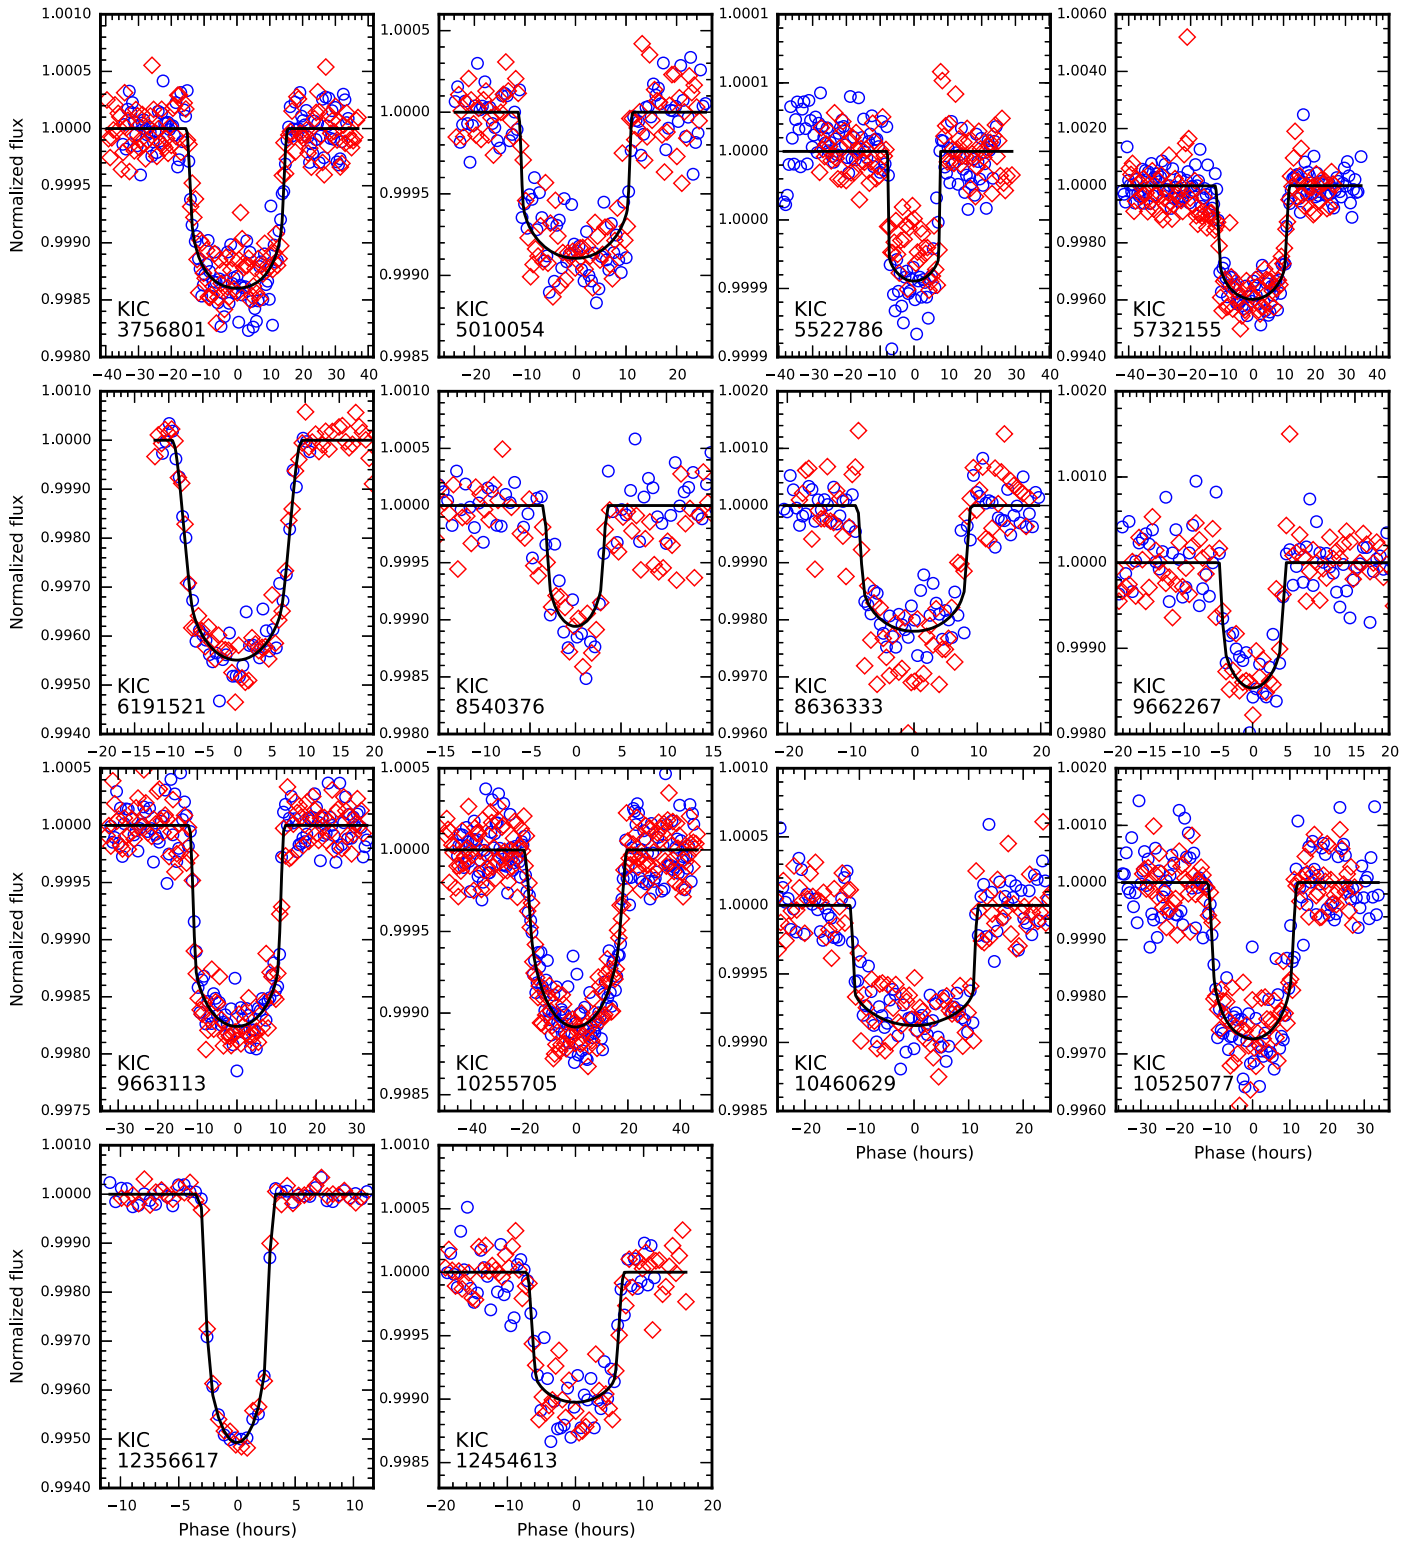 1.0010
1.0005
1.0000
0.9995
0.9990
0.9985
0.9980
Normalized flux
KIC
3756801
−40 −30 −20 −10 0 10 20 30 40
1.0005
1.0000
0.9995
0.9990
0.9985
KIC
5010054
−20 −10 0 10 20
1.0001
1.0001
1.0000
1.0000
0.9999
0.9999
KIC
5522786
−40 −30 −20 −10 0 10 20 30 40
1.0060
1.0040
1.0020
1.0000
0.9980
0.9960
0.9940
KIC
5732155
−40 −30 −20 −10 0 10 20 30 40
1.0010
1.0000
0.9990
0.9980
0.9970
0.9960
0.9950
0.9940
Normalized flux
KIC
6191521
−20 −15 −10 −5 0 5 10 15 20
1.0010
1.0005
1.0000
0.9995
0.9990
0.9985
0.9980
KIC
8540376
−15 −10 −5 0 5 10 15
1.0020
1.0010
1.0000
0.9990
0.9980
0.9970
0.9960
KIC
8636333
−20 −10 0 10 20
1.0020
1.0010
1.0000
0.9990
0.9980
KIC
9662267
−20 −15 −10 −5 0 5 10 15 20
1.0005
1.0000
0.9995
0.9990
0.9985
0.9980
0.9975
Normalized flux
KIC
9663113
−30 −20 −10 0 10 20 30
1.0005
1.0000
0.9995
0.9990
0.9985
KIC
10255705
−40 −20 0 20 40
1.0010
1.0005
1.0000
0.9995
0.9990
0.9985
KIC
10460629
−20 −10 0 10 20
Phase (hours)
1.0020
1.0010
1.0000
0.9990
0.9980
0.9970
0.9960
KIC
10525077
−30 −20 −10 0 10 20 30
Phase (hours)
1.0010
1.0000
0.9990
0.9980
0.9970
0.9960
0.9950
0.9940
Normalized flux
KIC
12356617
−10 −5 0 5 10
Phase (hours)
1.0010
1.0005
1.0000
0.9995
0.9990
0.9985
KIC
12454613
−20 −10 0 10 20
Phase (hours)